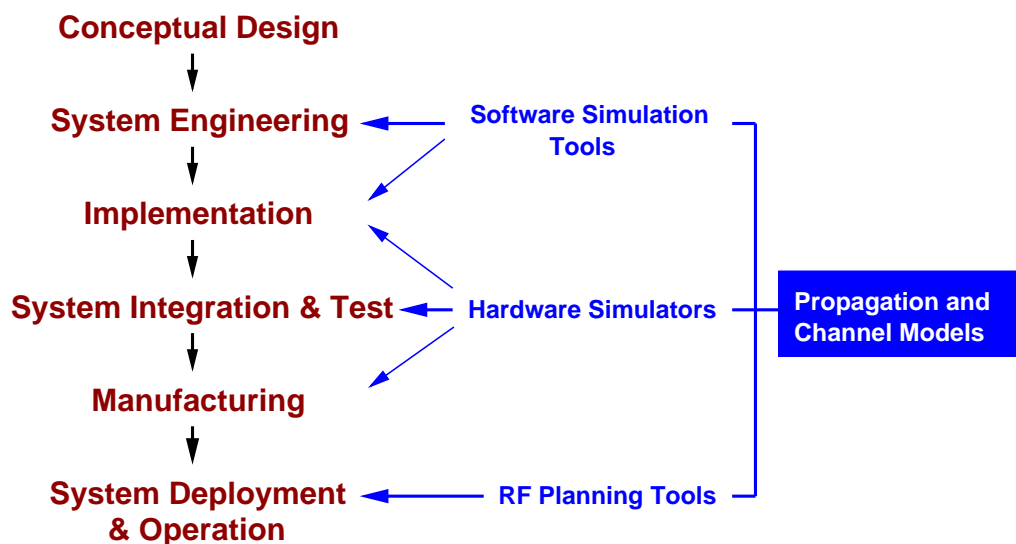 Conceptual Design
System Engineering
Software Simulation
Tools
Implementation
System Integration & Test
Hardware Simulators
Propagation and
Channel Models
Manufacturing
System Deployment
& Operation
RF Planning Tools